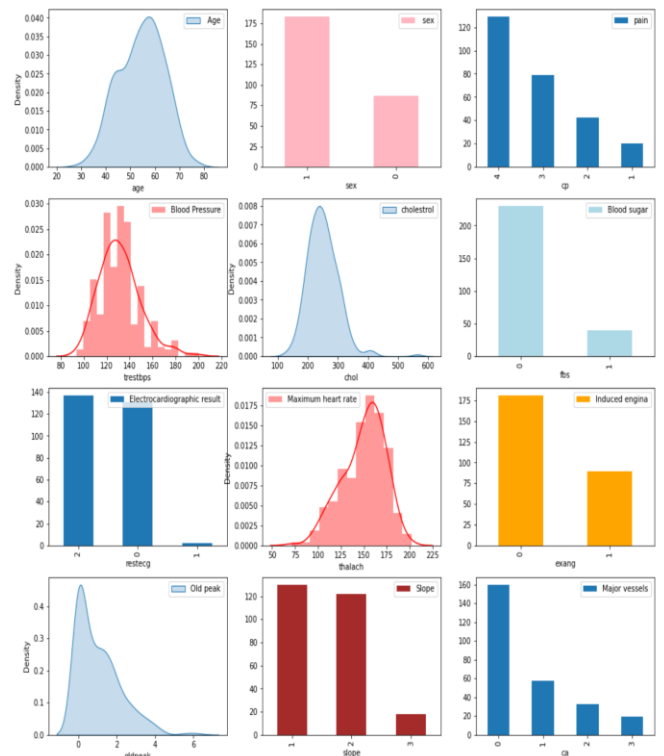 Age
Density
0.040
0.035
0.030
0.025
0.020
0.015
0.010
0.005
0.000
20 30 40 50 60 70 80
age
sex
175
150
125
100
75
50
25
0
1 0
sex
pain
120
100
80
60
40
20
0
4 3 2 1
cp
Blood Pressure
Density
0.030
0.025
0.020
0.015
0.010
0.005
0.000
80 100 120 140 160 180 200 220
trestbps
cholestrol
Density
0.008
0.007
0.006
0.005
0.004
0.003
0.002
0.001
0.000
100 200 300 400 500 600
chol
Blood sugar
200
150
100
50
0
0 1
fbs
Electrocardiographic result
140
120
100
80
60
40
20
0
2 0 1
restecg
Maximum heart rate
Density
0.0175
0.0150
0.0125
0.0100
0.0075
0.0050
0.0025
0.0000
50 75 100 125 150 175 200 225
thalach
Induced engina
175
150
125
100
75
50
25
0
0 1
exang
Old peak
Density
0.4
0.3
0.2
0.1
0.0
0 2 4 6
oldpeak
Slope
120
100
80
60
40
20
0
1 2 3
slope
Major vessels
160
140
120
100
80
60
40
20
0
0 1 2 3
ca